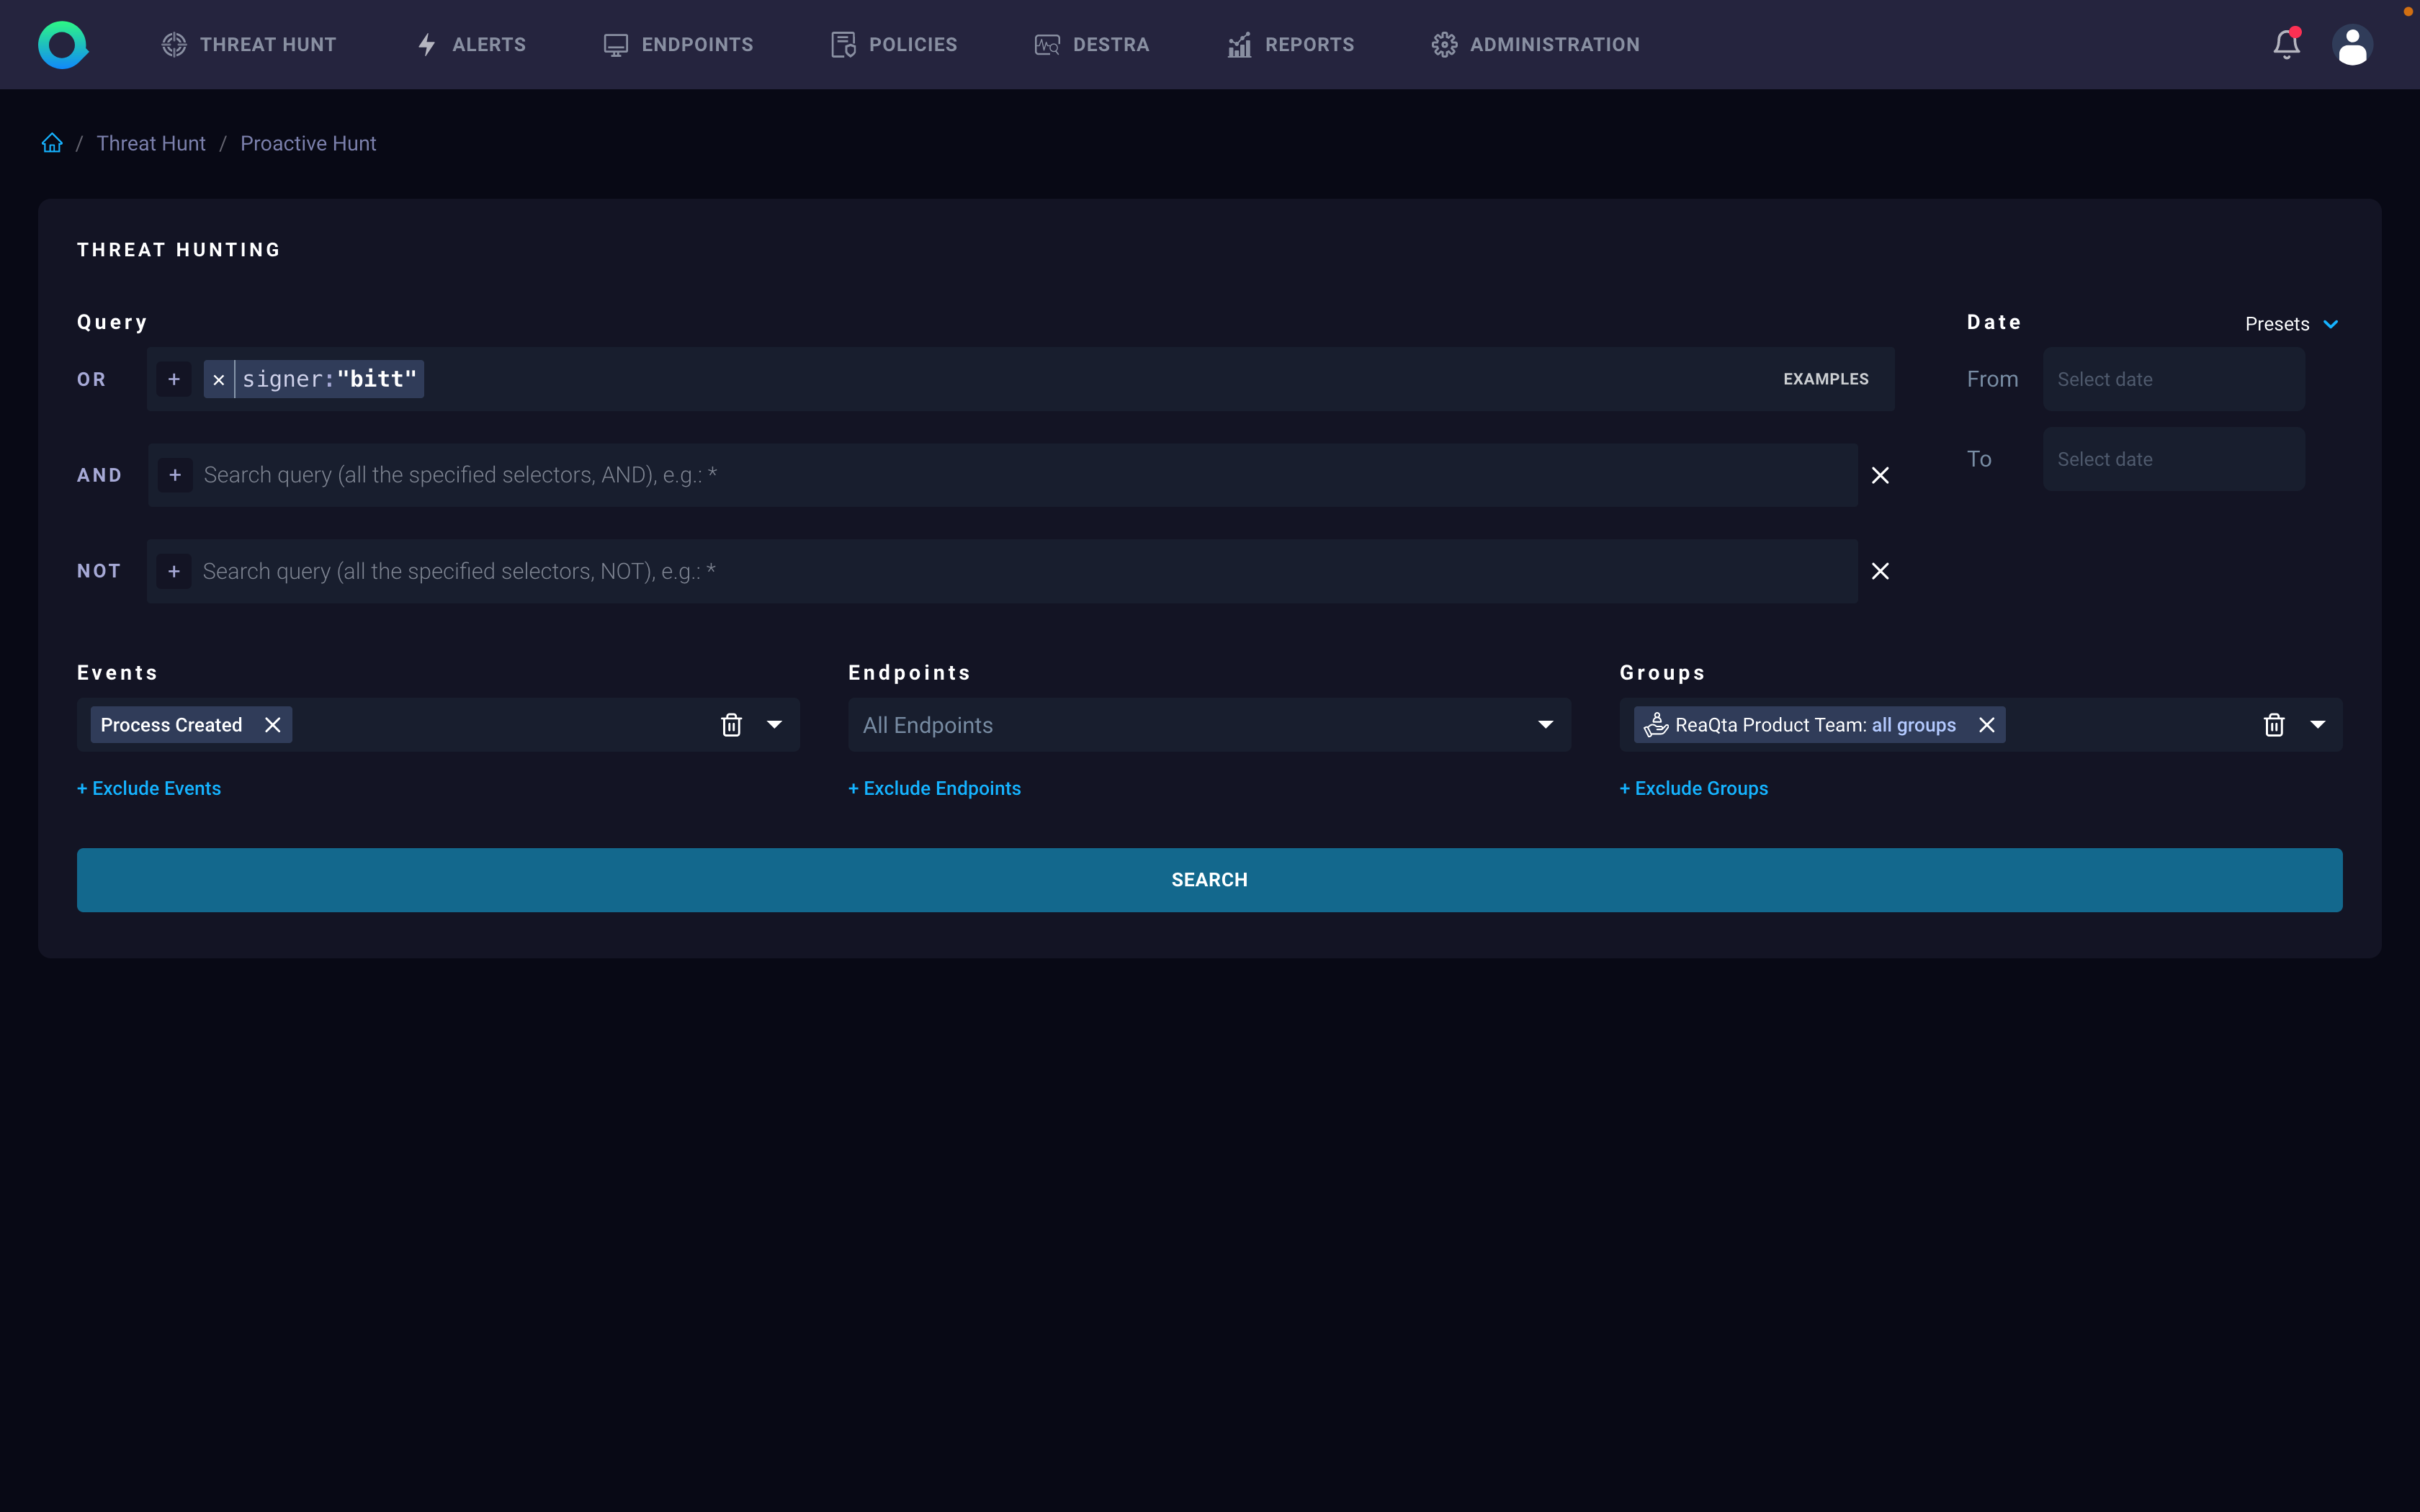 THREAT HUNT ALERTS ENDPOINTS POLICIES DESTRA REPORTS ADMINISTRATION
/ Threat Hunt / Proactive Hunt
THREAT HUNTING
Query
Date Presets
OR + × signer:"bitt" EXAMPLES
From Select date
AND + Search query (all the specified selectors, AND), e.g.: *
To Select date
NOT + Search query (all the specified selectors, NOT), e.g.: *
Events Endpoints Groups
Process Created
All Endpoints
ReaQta Product Team: all groups
+ Exclude Events + Exclude Endpoints + Exclude Groups
SEARCH